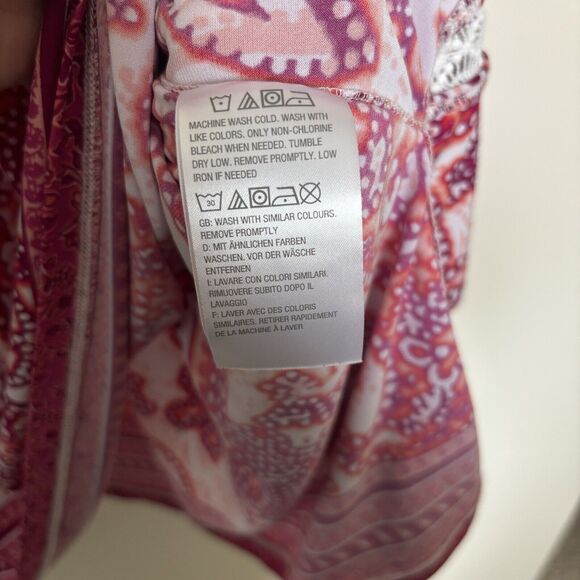 MACHINE WASH COLD. WASH WITH
LIKE COLORS. ONLY NON-CHLORINE
BLEACH WHEN NEEDED. TUMBLE
DRY LOW. REMOVE PROMPTLY. LOW
IRON IF NEEDED
30
GB: WASH WITH SIMILAR COLOURS.
REMOVE PROMPTLY
D: MIT ÄHNLICHEN FARBEN
WASCHEN. VOR DER WÄSCHE
ENTFERNEN
I: LAVARE CON COLORI SIMILARI.
RIMUOVERE SUBITO DOPO IL
LAVAGGIO
F: LAVER AVEC DES COLORIS
SIMILAIRES. RETIRER RAPIDEMENT
DE LA MACHINE À LAVER